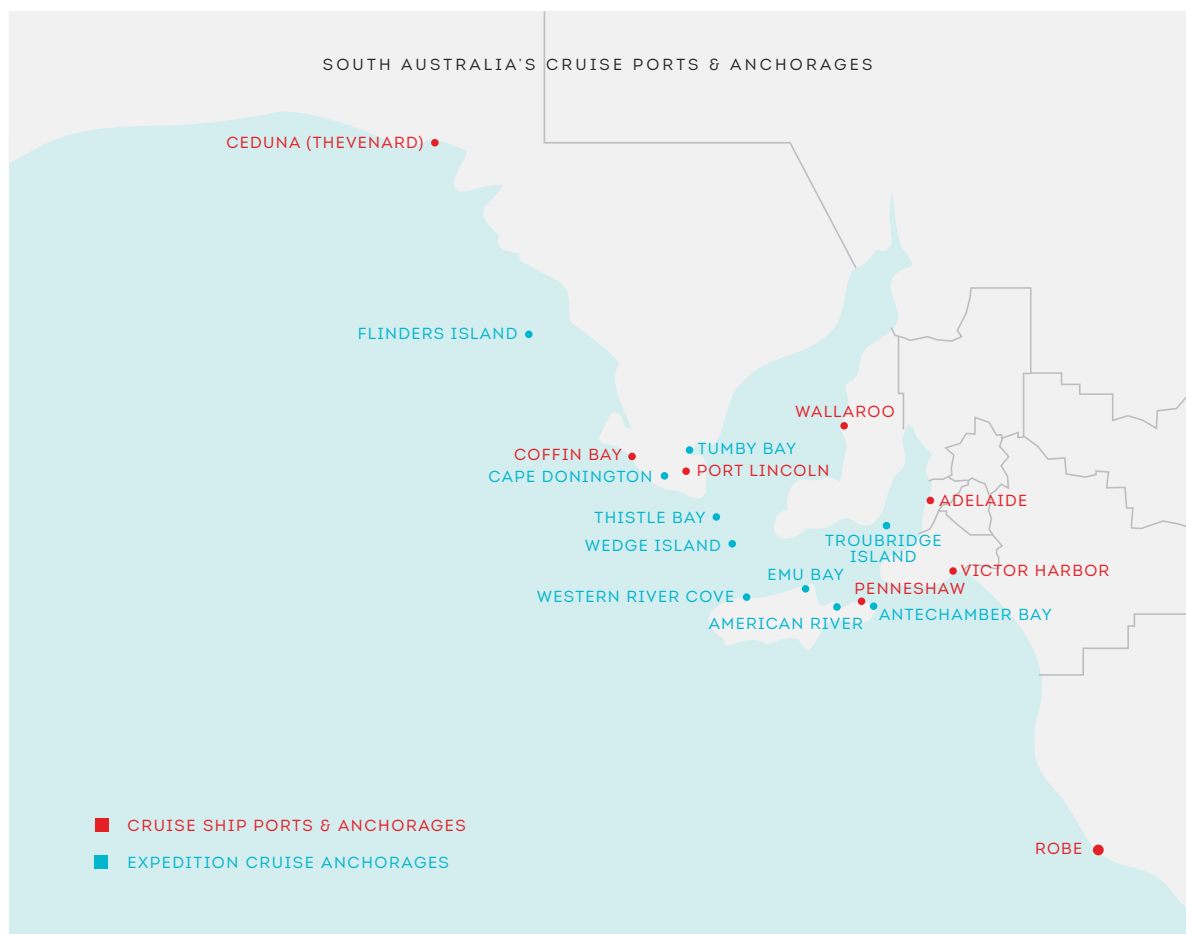 SOUTH AUSTRALIA'S CRUISE PORTS & ANCHORAGES
CEDUNA (THEVENARD)
FLINDERS ISLAND
WALLAROO
TUMBY BAY
COFFIN BAY
PORT LINCOLN
CAPE DONINGTON
ADELAIDE
THISTLE BAY
TROUBRIDGE
ISLAND
WEDGE ISLAND
VICTOR HARBOR
EMU BAY
PENNESHAW
WESTERN RIVER COVE
ANTECHAMBER BAY
AMERICAN RIVER
CRUISE SHIP PORTS & ANCHORAGES
ROBE
EXPEDITION CRUISE ANCHORAGES